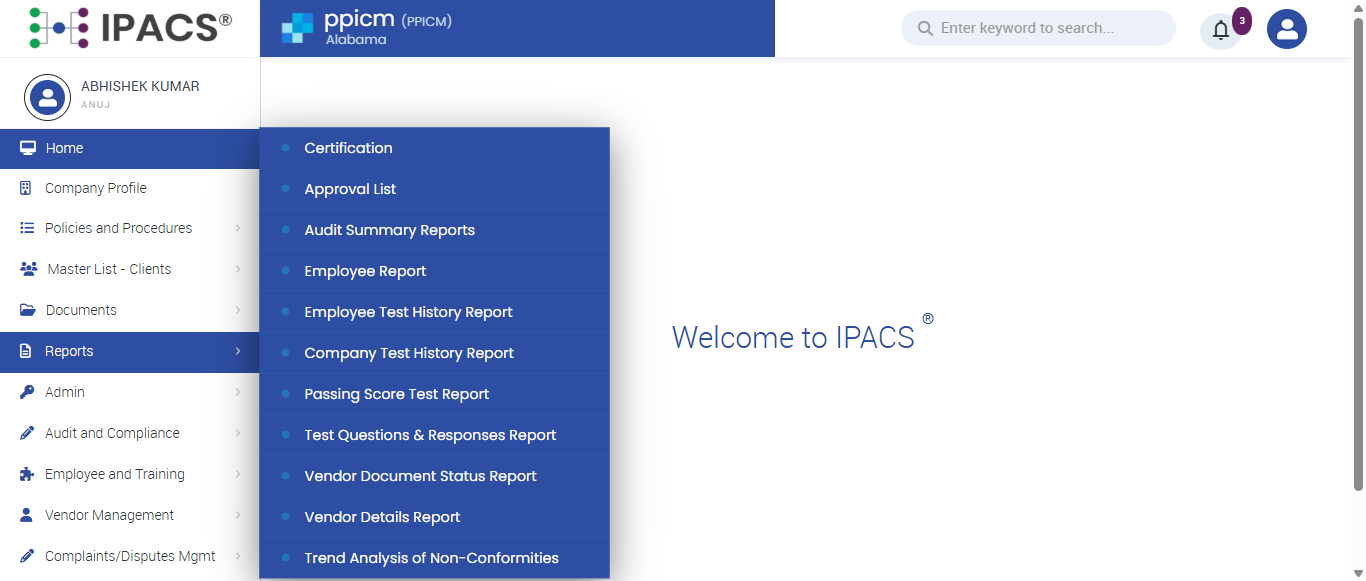 IPACS®
ppicm (PPICM)
Alabama
Enter keyword to search...
3
ABHISHEK KUMAR
ANUJ
Home
Company Profile
Policies and Procedures
Master List - Clients
Documents
Reports
Admin
Audit and Compliance
Employee and Training
Vendor Management
Complaints/Disputes Mgmt
Certification
Approval List
Audit Summary Reports
Employee Report
Employee Test History Report
Company Test History Report
Passing Score Test Report
Test Questions & Responses Report
Vendor Document Status Report
Vendor Details Report
Trend Analysis of Non-Conformities
Welcome to IPACS ®